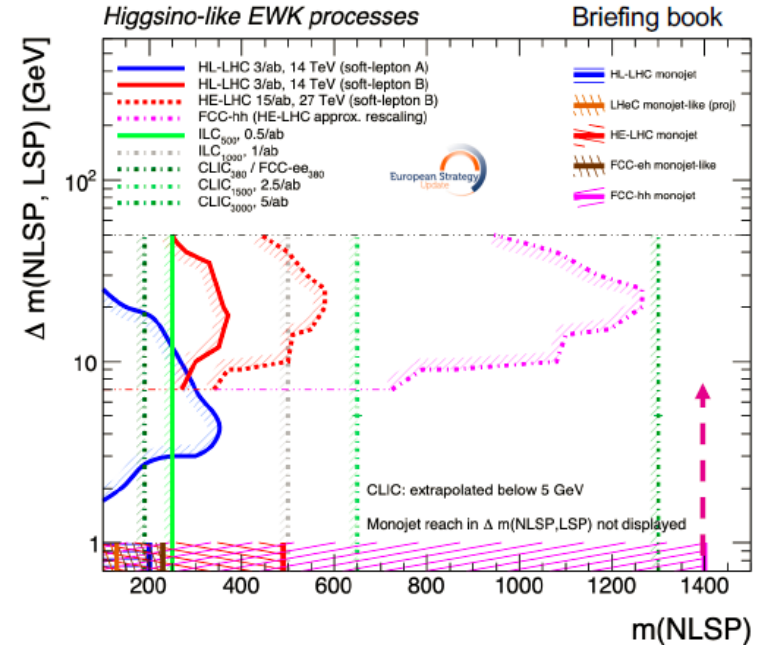 Higgsino-like EWK processes
Briefing book
HL-LHC 3/ab, 14 TeV (soft-lepton A)
HL-LHC 3/ab, 14 TeV (soft-lepton B)
HE-LHC 15/ab, 27 TeV (soft-lepton B)
FCC-hh (HE-LHC approx. rescaling)
ILC500, 0.5/ab
ILC1000, 1/ab
CLIC380 / FCC-ee380
CLIC1500, 2.5/ab
CLIC3000, 5/ab
HL-LHC monojet
LHeC monojet-like (proj)
HE-LHC monojet
FCC-eh monojet-like
FCC-hh monojet
European Strategy
Update
Δ m(NLSP, LSP) [GeV]
10²
10
1
CLIC: extrapolated below 5 GeV
Monojet reach in Δ m(NLSP,LSP) not displayed
200 400 600 800 1000 1200 1400
m(NLSP)